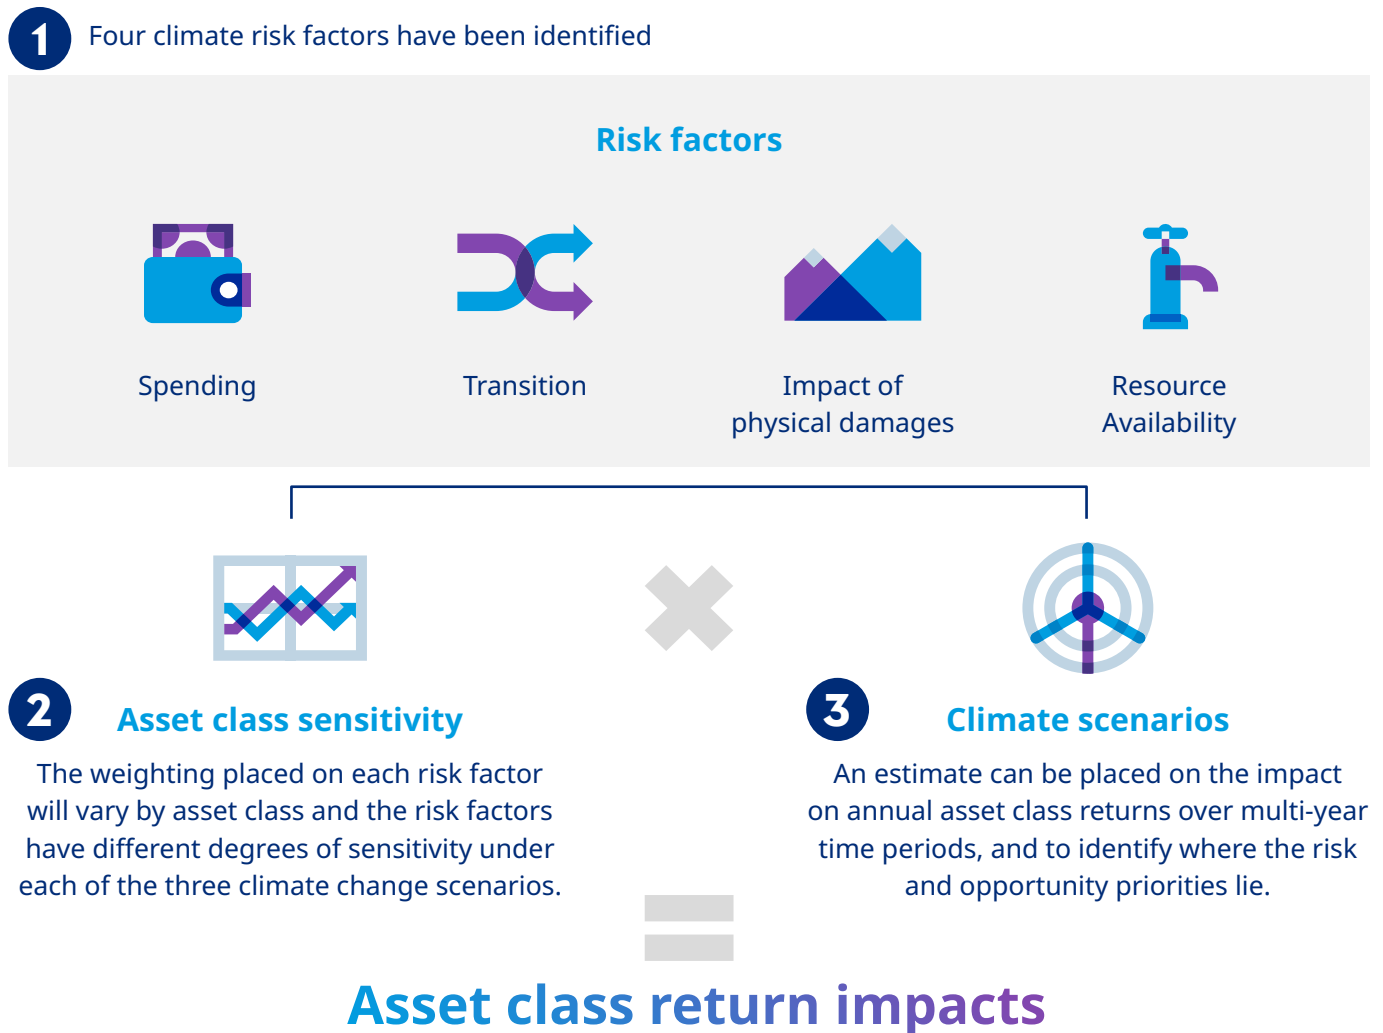 1
Four climate risk factors have been identified
Risk factors
Spending
Transition
Impact of
physical damages
Resource
Availability
2
Asset class sensitivity
The weighting placed on each risk factor
will vary by asset class and the risk factors
have different degrees of sensitivity under
each of the three climate change scenarios.
3
Climate scenarios
An estimate can be placed on the impact
on annual asset class returns over multi-year
time periods, and to identify where the risk
and opportunity priorities lie.
Asset class return impacts